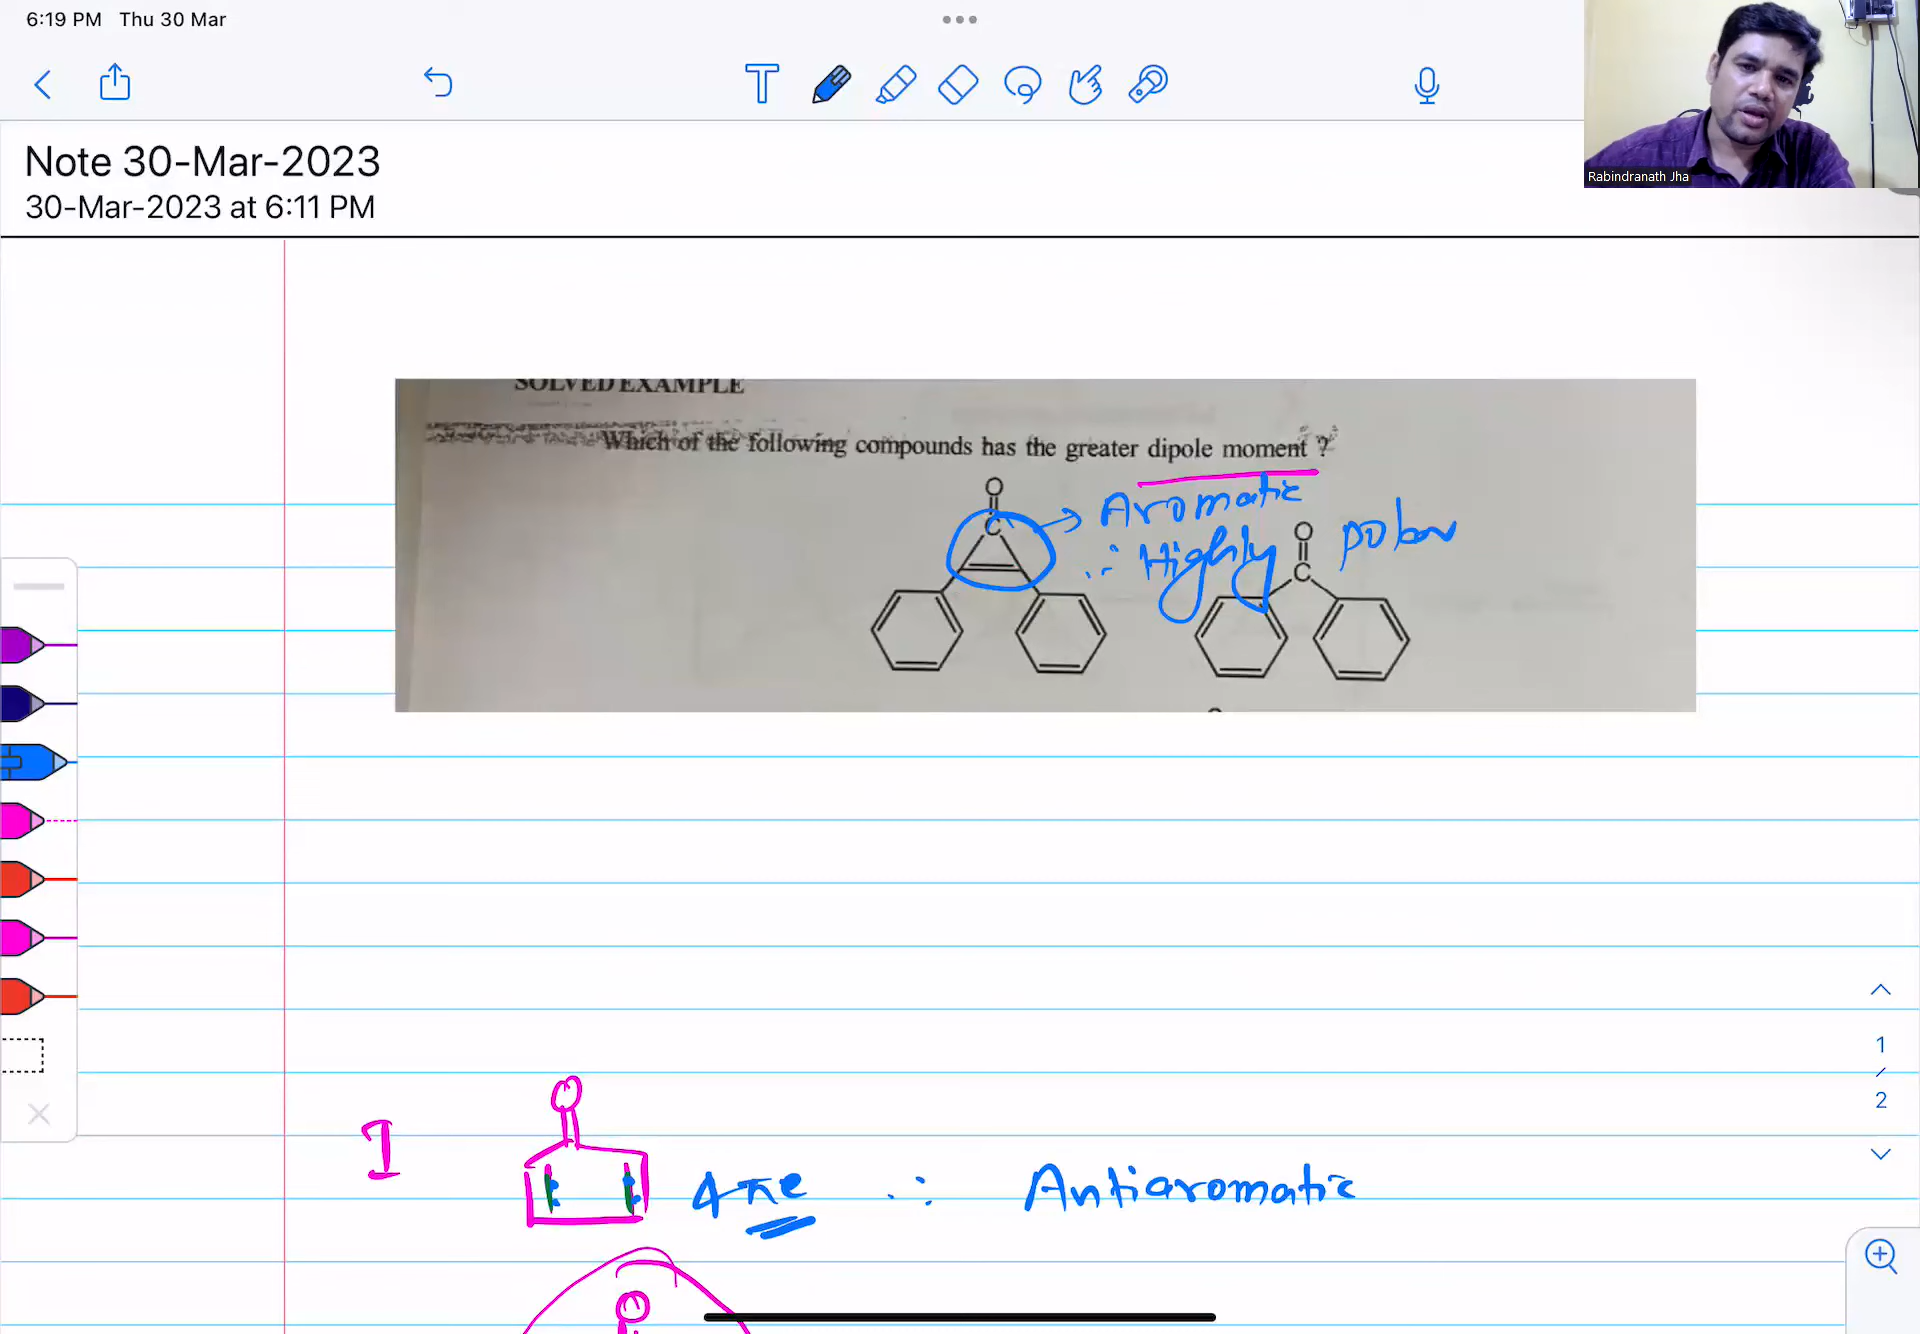 6:19 PM Thu 30 Mar
Rabindranath Jha
Note 30-Mar-2023
30-Mar-2023 at 6:11 PM
SOLVED EXAMPLE
Which of the following compounds has the greater dipole moment ?
O
C
Aromatic
∴ Highly polar
O
C
1
2
I
O
4πe ∴ Antiaromatic
O